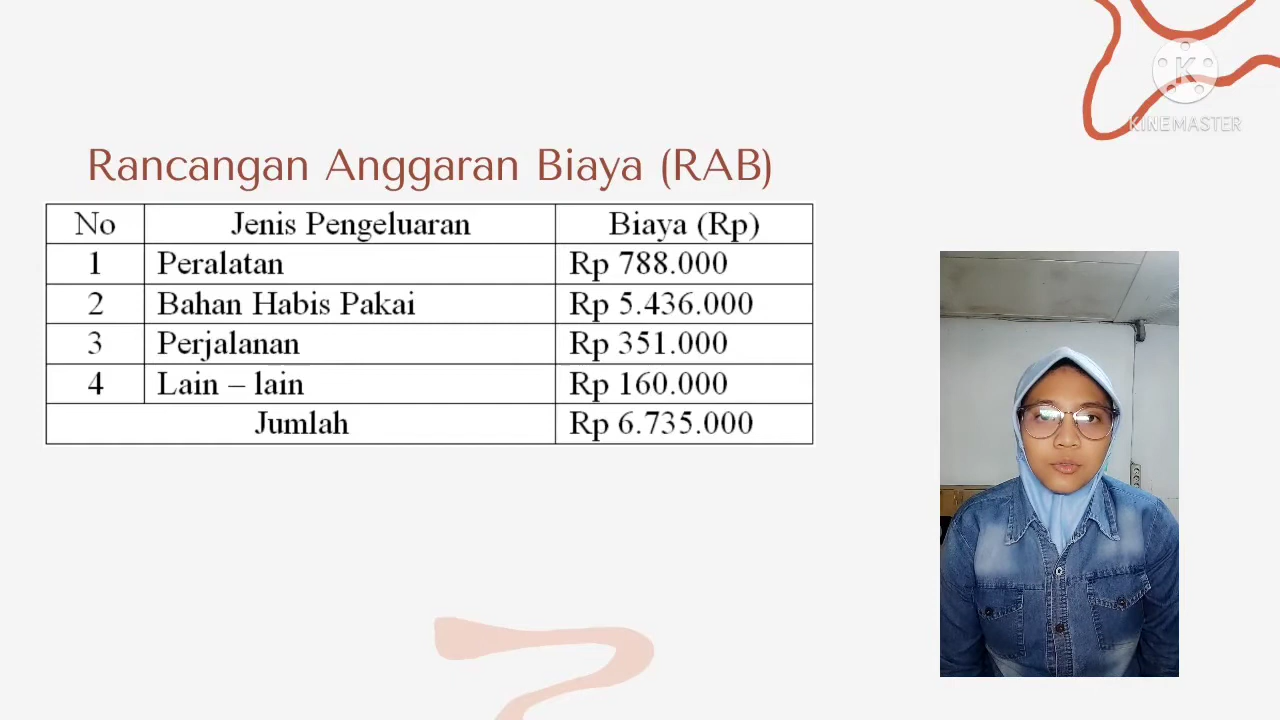 KINEMASTER
Rancangan Anggaran Biaya (RAB)
No Jenis Pengeluaran Biaya (Rp)
1 Peralatan Rp 788.000
2 Bahan Habis Pakai Rp 5.436.000
3 Perjalanan Rp 351.000
4 Lain – lain Rp 160.000
Jumlah Rp 6.735.000